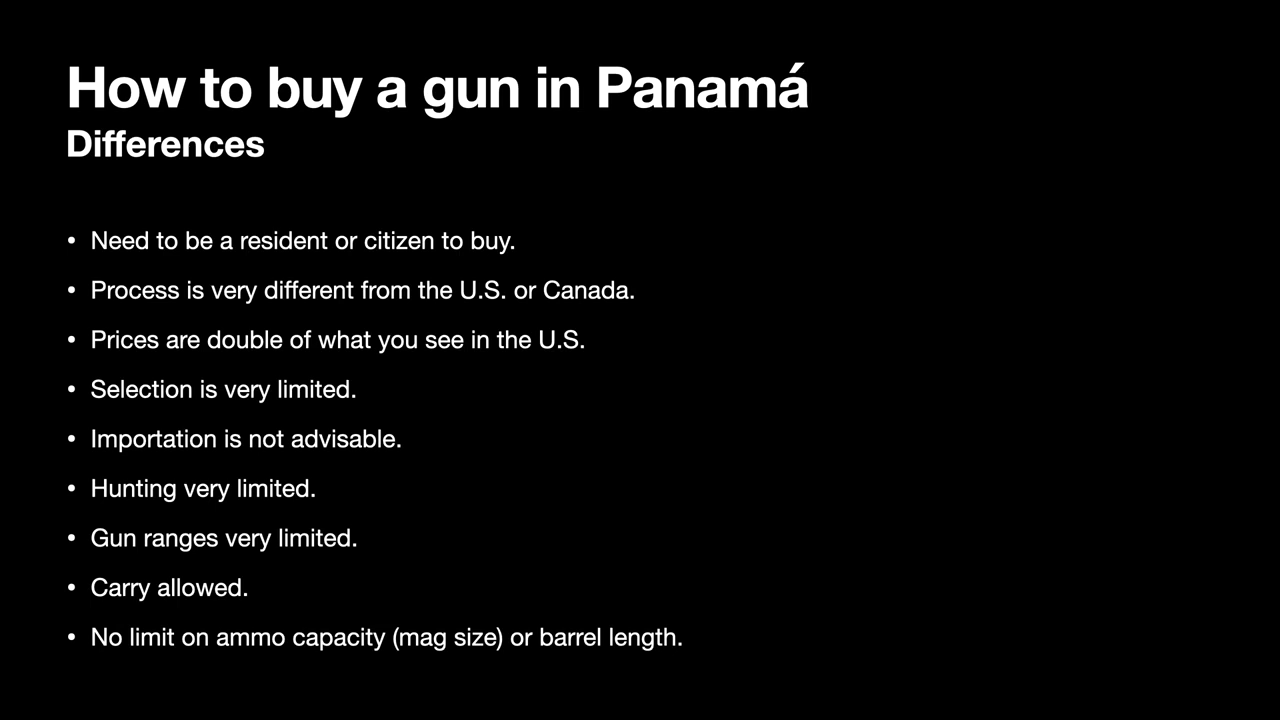 How to buy a gun in Panamá
Differences
• Need to be a resident or citizen to buy.
• Process is very different from the U.S. or Canada.
• Prices are double of what you see in the U.S.
• Selection is very limited.
• Importation is not advisable.
• Hunting very limited.
• Gun ranges very limited.
• Carry allowed.
• No limit on ammo capacity (mag size) or barrel length.